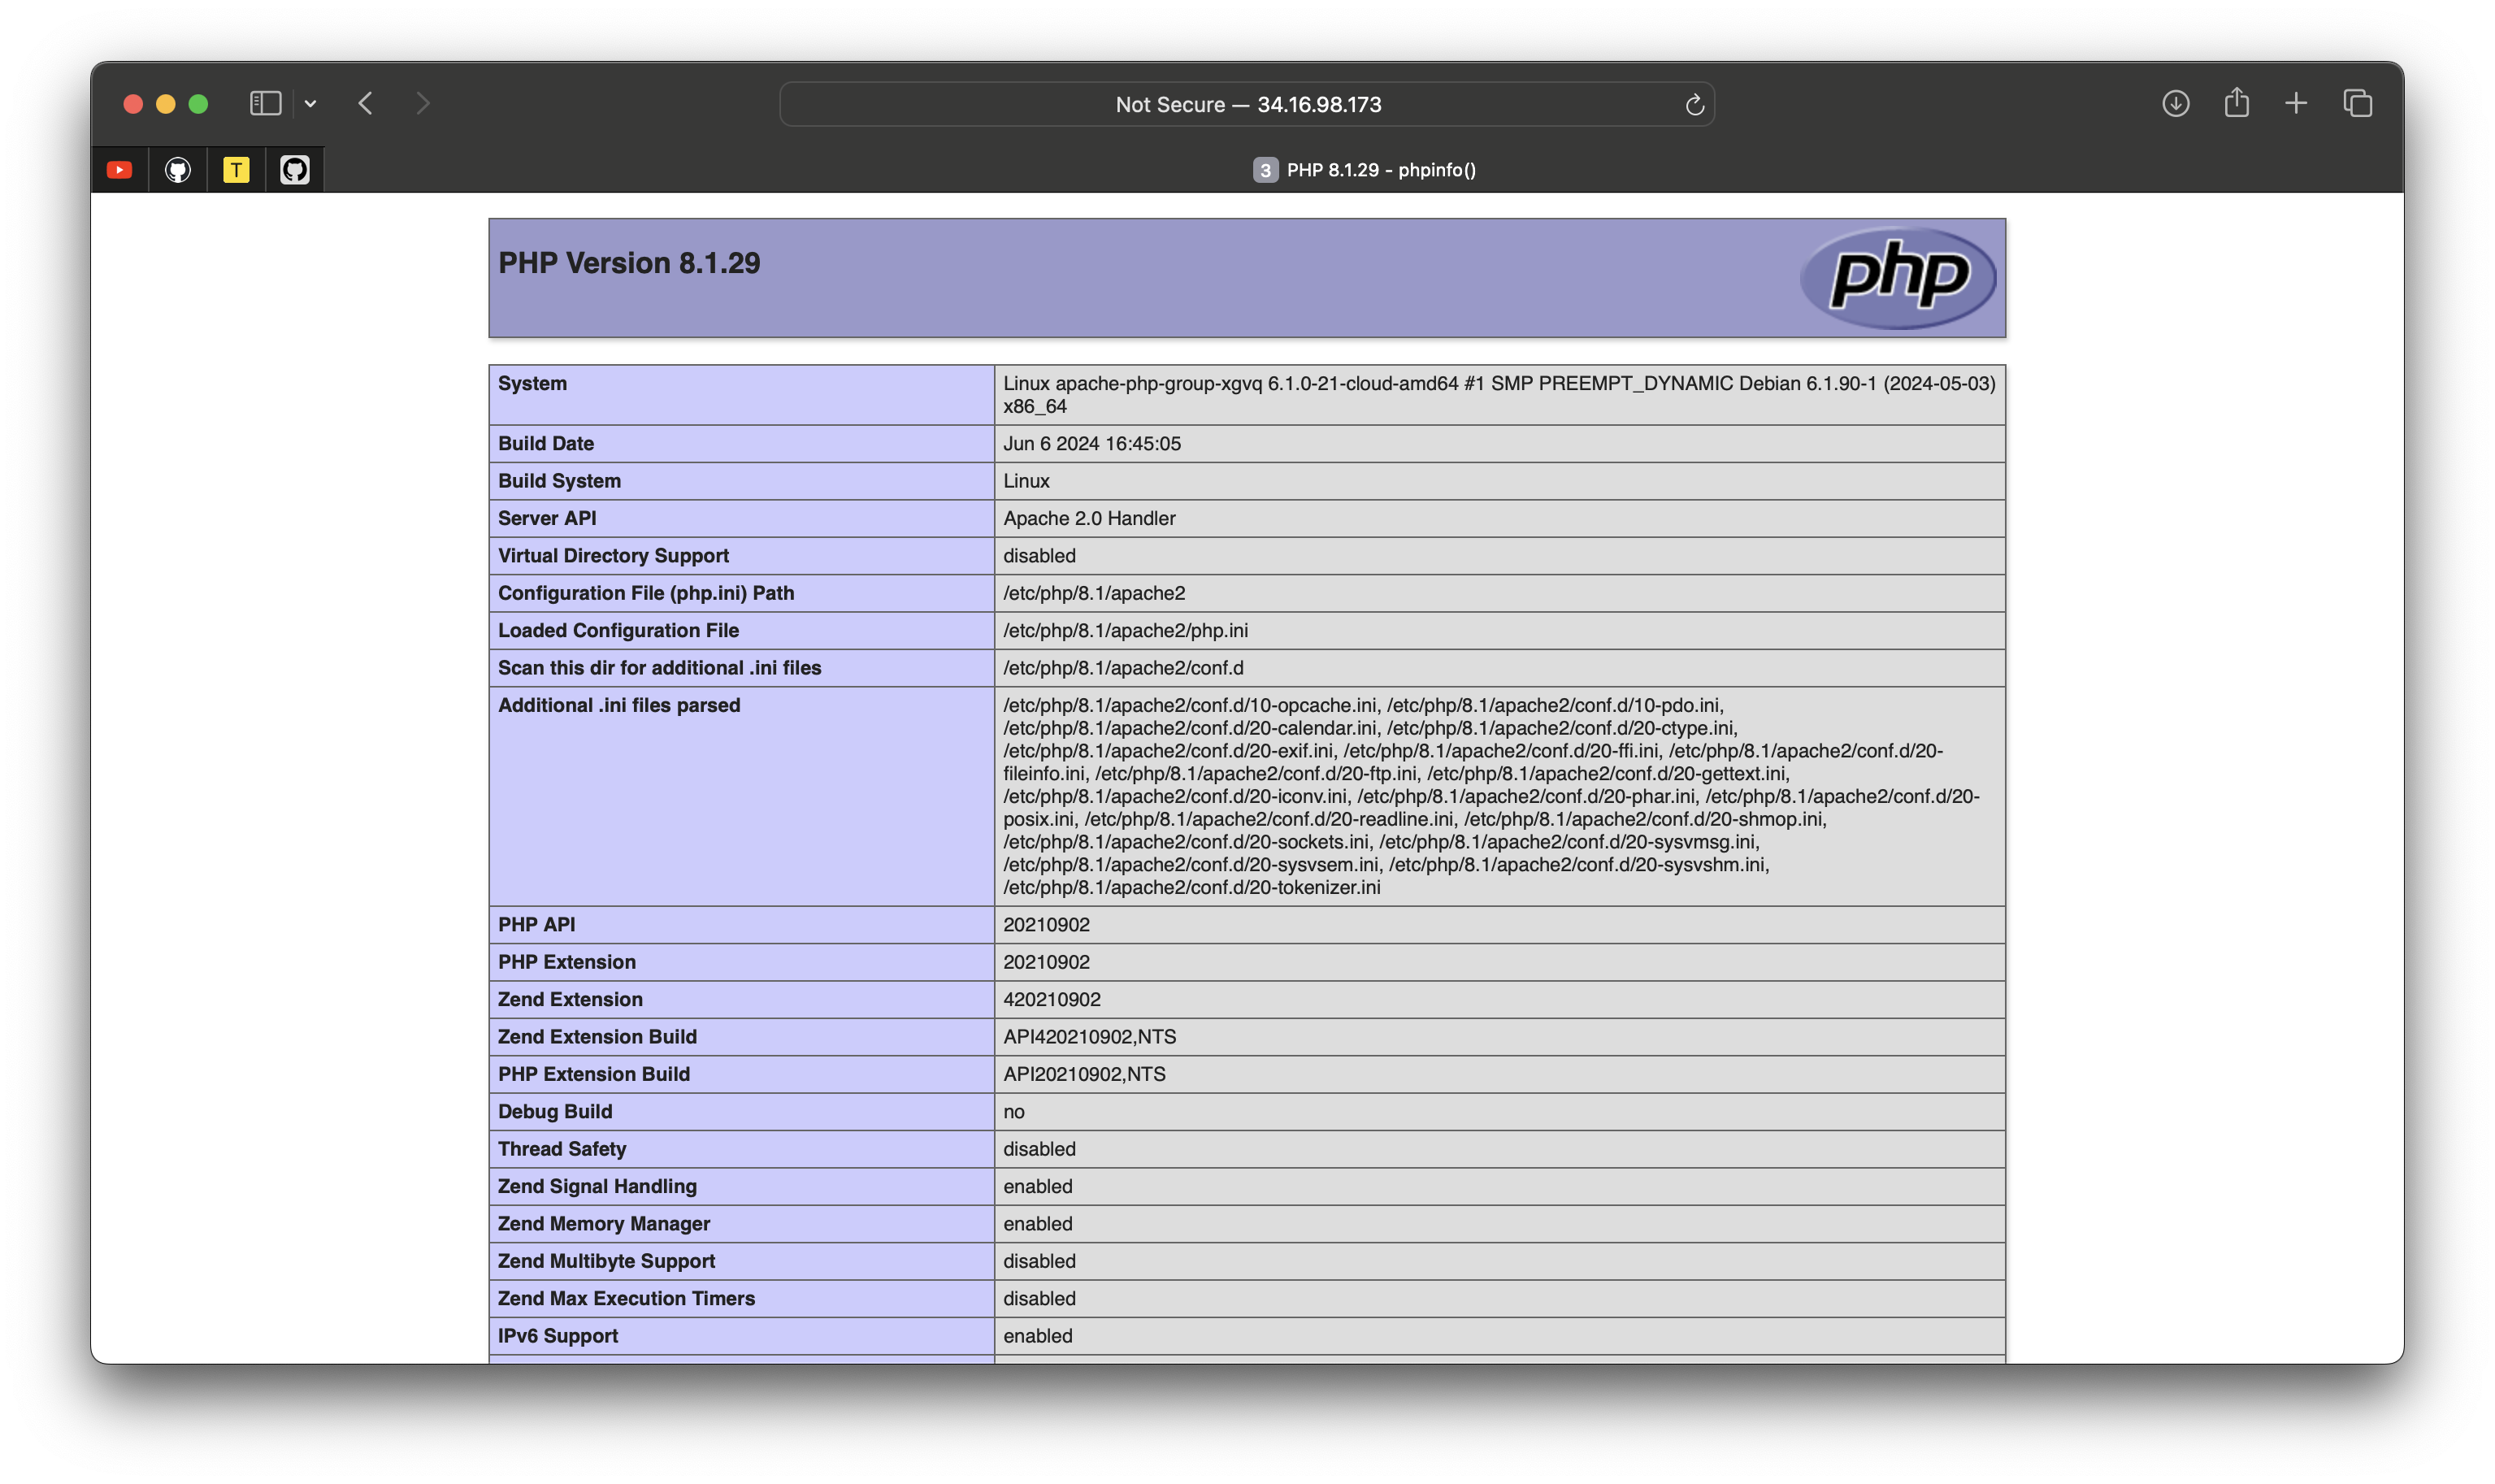 Not Secure — 34.16.98.173
T
3 PHP 8.1.29 - phpinfo()
PHP Version 8.1.29
php
System Linux apache-php-group-xgvq 6.1.0-21-cloud-amd64 #1 SMP PREEMPT_DYNAMIC Debian 6.1.90-1 (2024-05-03)
x86_64
Build Date Jun 6 2024 16:45:05
Build System Linux
Server API Apache 2.0 Handler
Virtual Directory Support disabled
Configuration File (php.ini) Path /etc/php/8.1/apache2
Loaded Configuration File /etc/php/8.1/apache2/php.ini
Scan this dir for additional .ini files /etc/php/8.1/apache2/conf.d
Additional .ini files parsed /etc/php/8.1/apache2/conf.d/10-opcache.ini, /etc/php/8.1/apache2/conf.d/10-pdo.ini,
/etc/php/8.1/apache2/conf.d/20-calendar.ini, /etc/php/8.1/apache2/conf.d/20-ctype.ini,
/etc/php/8.1/apache2/conf.d/20-exif.ini, /etc/php/8.1/apache2/conf.d/20-ffi.ini, /etc/php/8.1/apache2/conf.d/20-
fileinfo.ini, /etc/php/8.1/apache2/conf.d/20-ftp.ini, /etc/php/8.1/apache2/conf.d/20-gettext.ini,
/etc/php/8.1/apache2/conf.d/20-iconv.ini, /etc/php/8.1/apache2/conf.d/20-phar.ini, /etc/php/8.1/apache2/conf.d/20-
posix.ini, /etc/php/8.1/apache2/conf.d/20-readline.ini, /etc/php/8.1/apache2/conf.d/20-shmop.ini,
/etc/php/8.1/apache2/conf.d/20-sockets.ini, /etc/php/8.1/apache2/conf.d/20-sysvmsg.ini,
/etc/php/8.1/apache2/conf.d/20-sysvsem.ini, /etc/php/8.1/apache2/conf.d/20-sysvshm.ini,
/etc/php/8.1/apache2/conf.d/20-tokenizer.ini
PHP API 20210902
PHP Extension 20210902
Zend Extension 420210902
Zend Extension Build API420210902,NTS
PHP Extension Build API20210902,NTS
Debug Build no
Thread Safety disabled
Zend Signal Handling enabled
Zend Memory Manager enabled
Zend Multibyte Support disabled
Zend Max Execution Timers disabled
IPv6 Support enabled